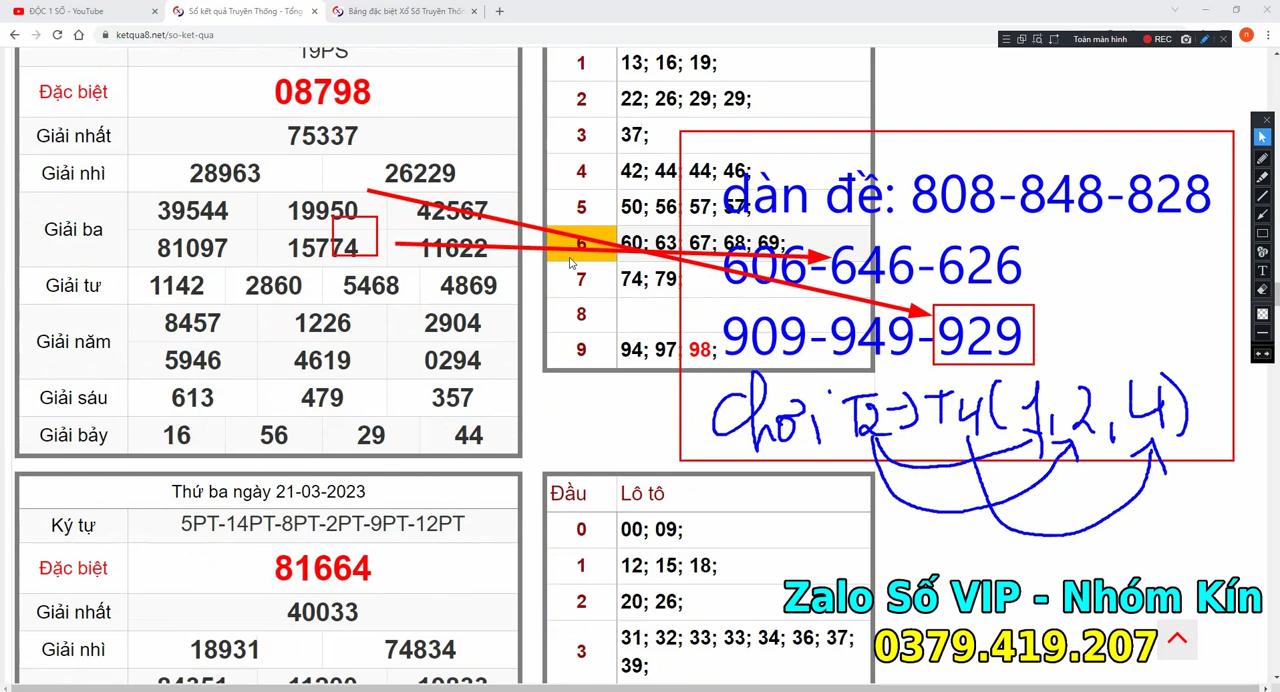 ĐỘC 1 SỐ - YouTube
Sổ kết quả Truyền Thống - Tổng
Bảng đặc biệt Xổ Số Truyền Thốn
ketqua8.net/so-ket-qua
Toàn màn hình
REC
n
19PS
Đặc biệt 08798
Giải nhất 75337
Giải nhì 28963 26229
Giải ba 39544 19950 42567
81097 15774 11622
Giải tư 1142 2860 5468 4869
Giải năm 8457 1226 2904
5946 4619 0294
Giải sáu 613 479 357
Giải bảy 16 56 29 44
1 13; 16; 19;
2 22; 26; 29; 29;
3 37;
4 42; 44; 44; 46;
5 50; 56; 57; 57;
6 60; 63; 67; 68; 69;
7 74; 79;
8
9 94; 97; 98;
dàn đề: 808-848-828
606-646-626
909-949-929
Chơi T2->T4(1,2,4)
Thứ ba ngày 21-03-2023
Ký tự 5PT-14PT-8PT-2PT-9PT-12PT
Đặc biệt 81664
Giải nhất 40033
Giải nhì 18931 74834
84351 11200 19833
Đầu Lô tô
0 00; 09;
1 12; 15; 18;
2 20; 26;
3 31; 32; 33; 33; 34; 36; 37;
39;
Zalo Số VIP - Nhóm Kín
0379.419.207